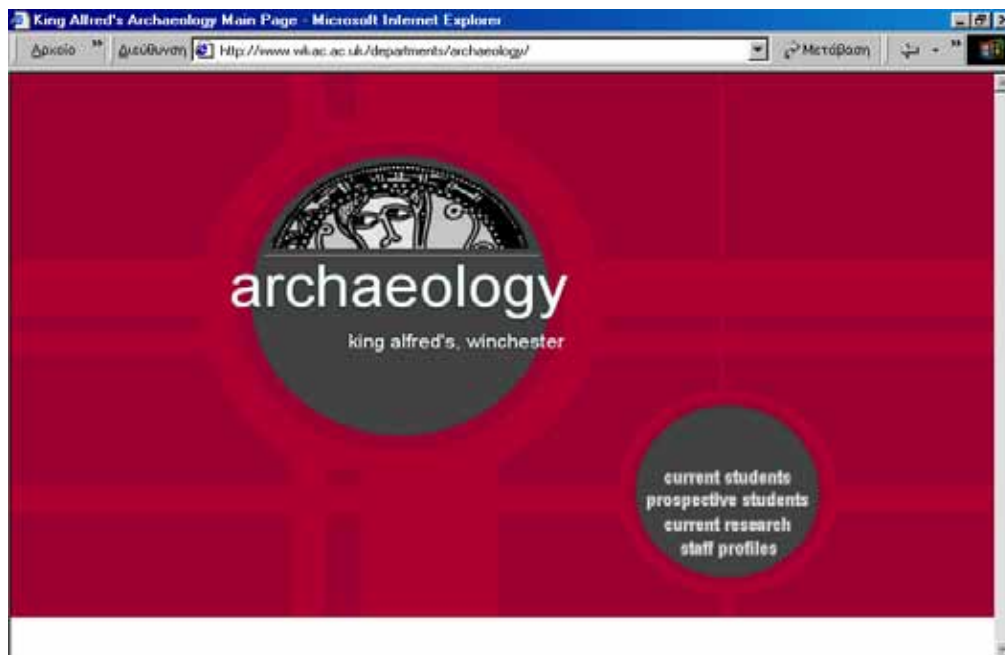 King Alfred's Archaeology Main Page - Microsoft Internet Explorer
Αρχείο » Διεύθυνση http://www.wkac.ac.uk/departments/archaeology/ Μετάβαση »
archaeology
king alfred's, winchester
current students
prospective students
current research
staff profiles